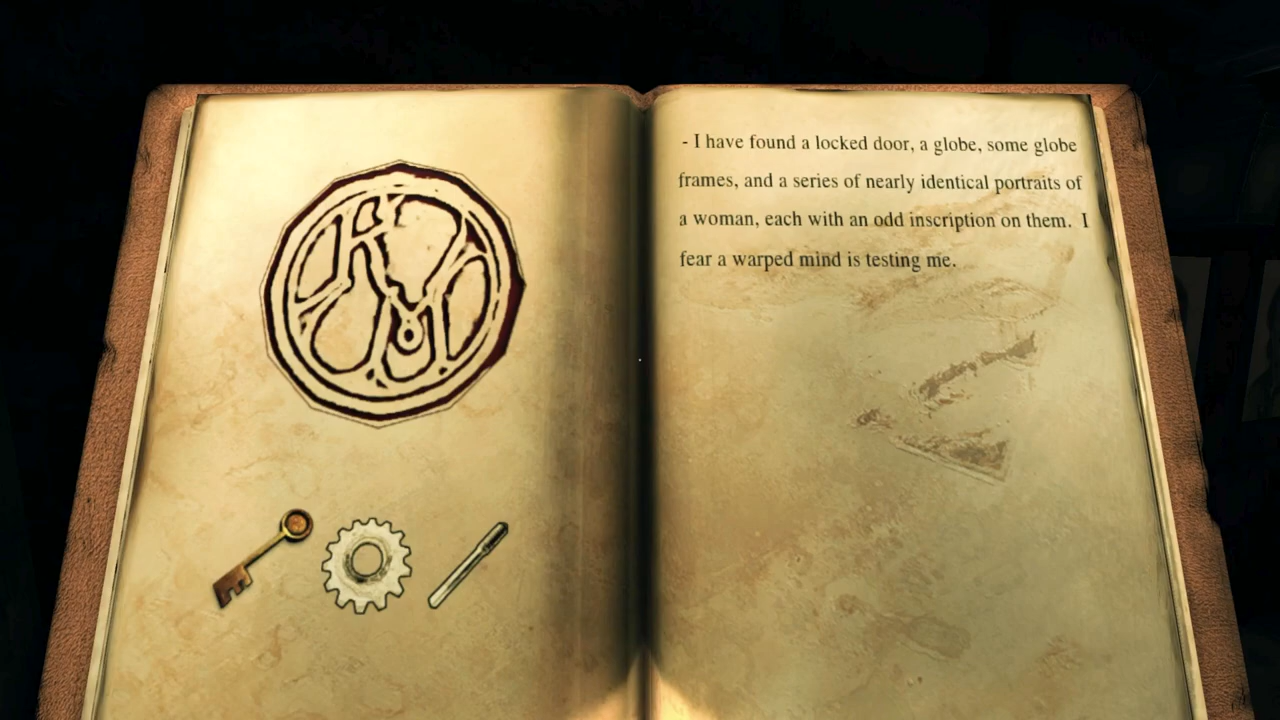 - I have found a locked door, a globe, some globe
frames, and a series of nearly identical portraits of
a woman, each with an odd inscription on them.  I
fear a warped mind is testing me.